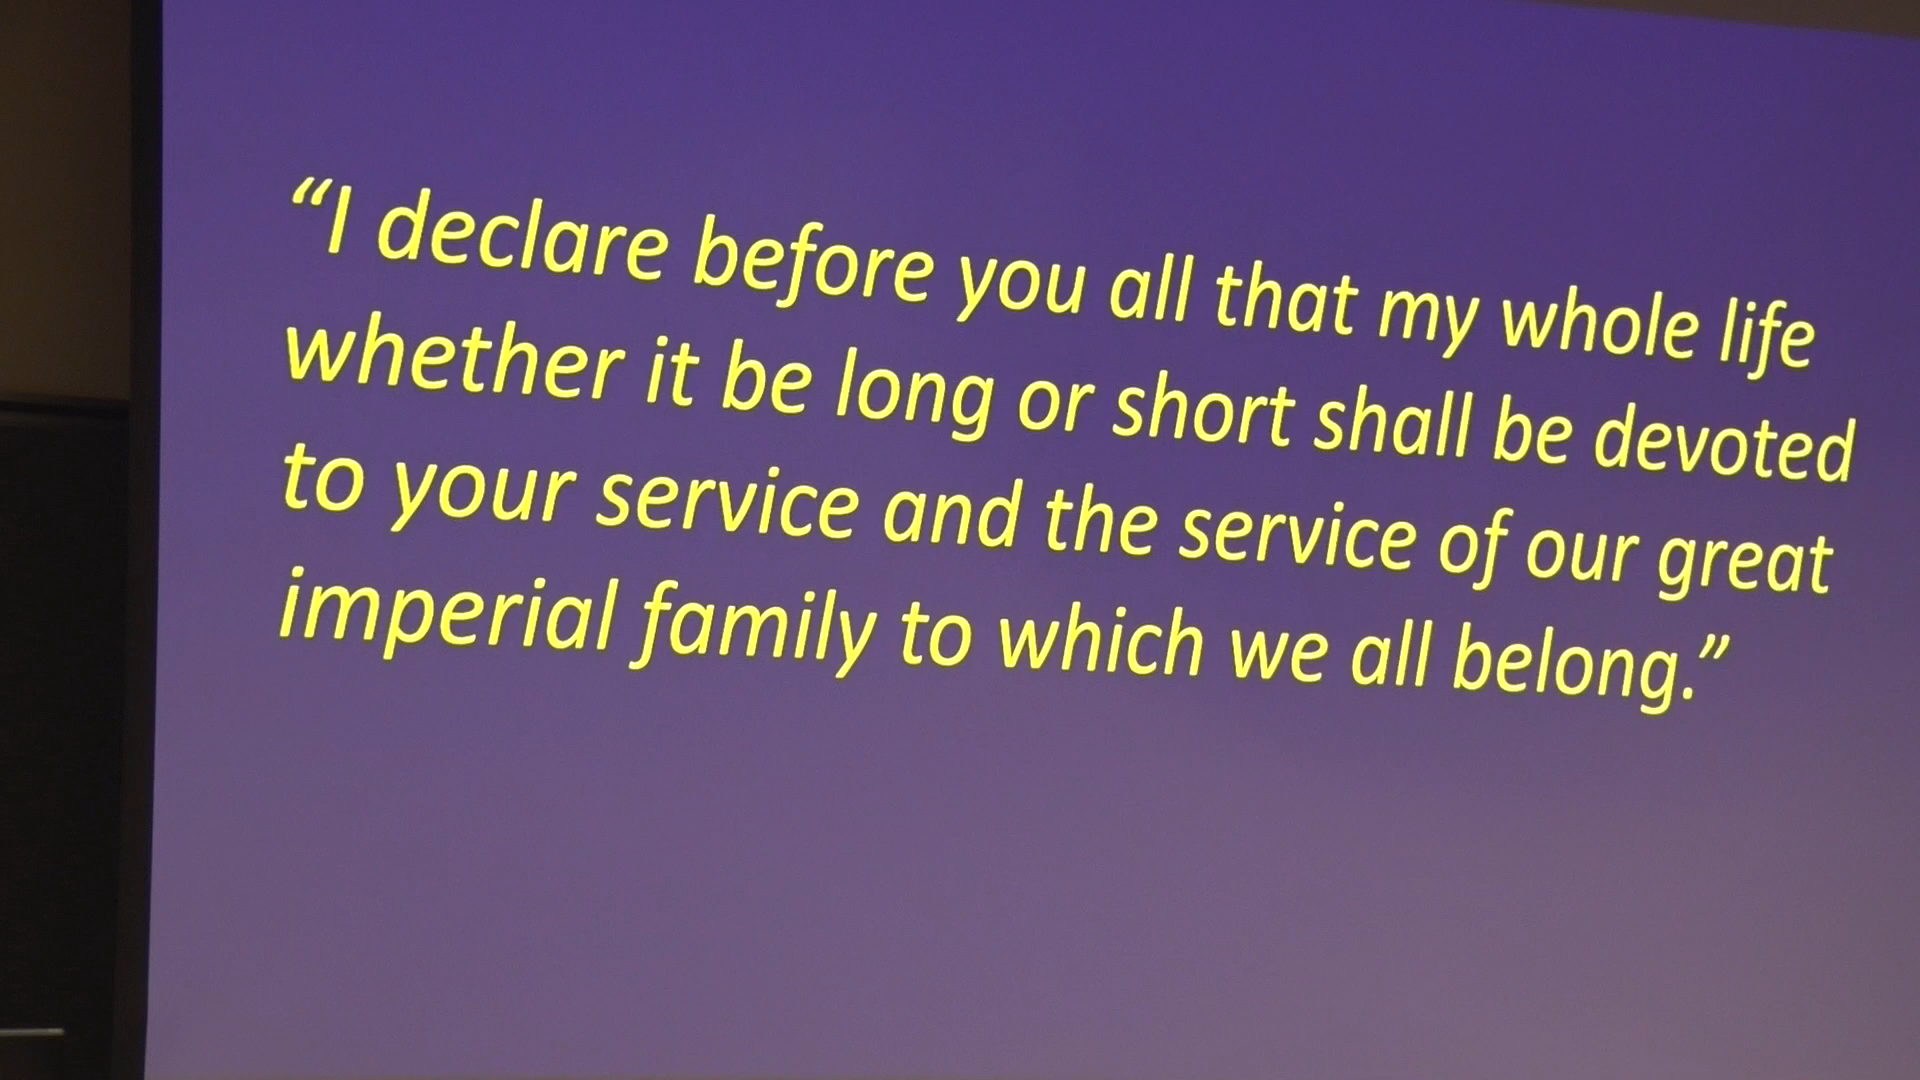 “I declare before you all that my whole life
whether it be long or short shall be devoted
to your service and the service of our great
imperial family to which we all belong.”